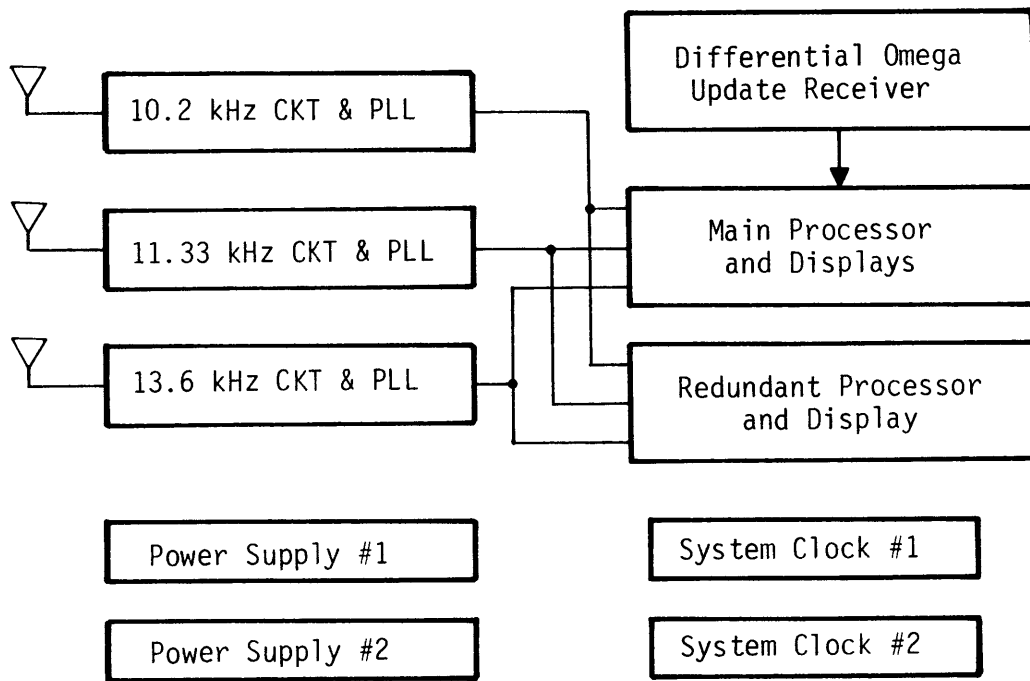 10.2 kHz CKT & PLL
Differential Omega
Update Receiver
11.33 kHz CKT & PLL
Main Processor
and Displays
13.6 kHz CKT & PLL
Redundant Processor
and Display
Power Supply #1
System Clock #1
Power Supply #2
System Clock #2